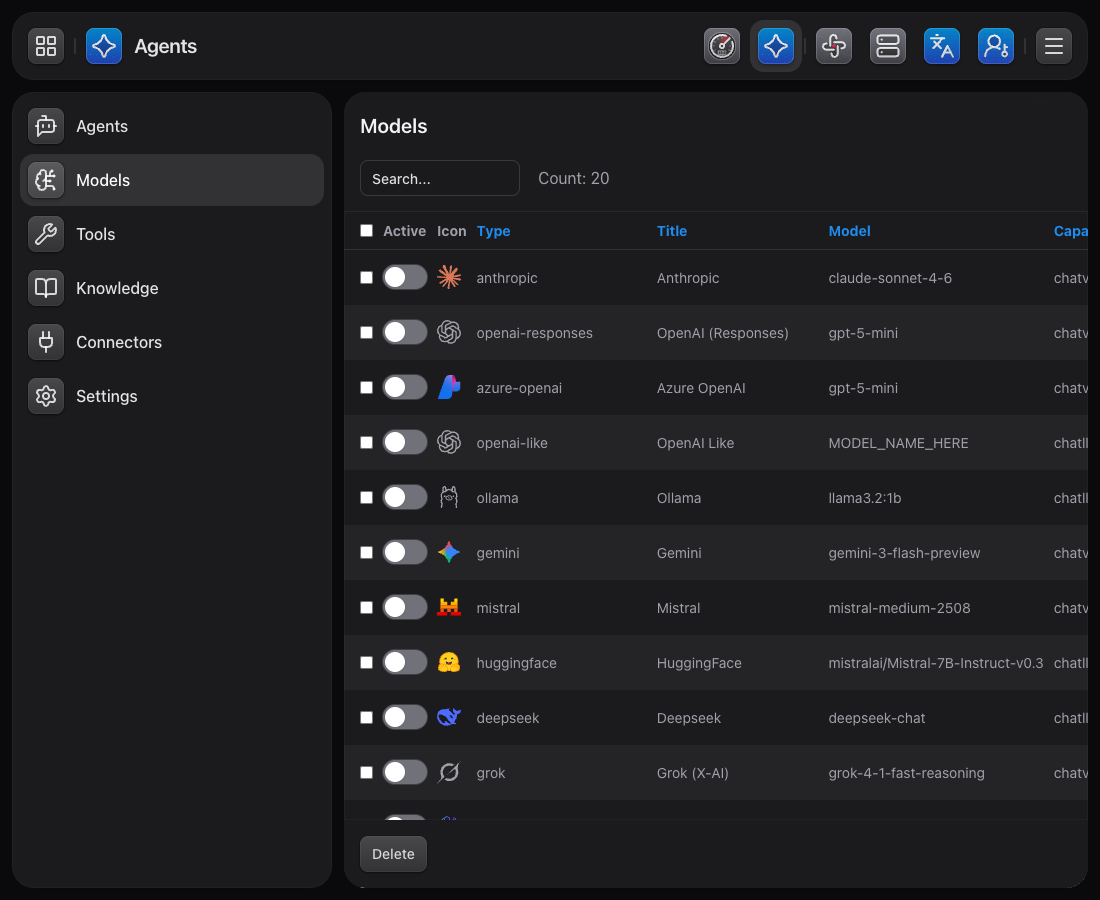 Agents
Agents
Models
Tools
Knowledge
Connectors
Settings
Models
Search...
Count: 20
Active Icon Type Title Model Capa
anthropic Anthropic claude-sonnet-4-6 chatv
openai-responses OpenAI (Responses) gpt-5-mini chatv
azure-openai Azure OpenAI gpt-5-mini chatv
openai-like OpenAI Like MODEL_NAME_HERE chatll
ollama Ollama llama3.2:1b chatll
gemini Gemini gemini-3-flash-preview chatv
mistral Mistral mistral-medium-2508 chatv
huggingface HuggingFace mistralai/Mistral-7B-Instruct-v0.3 chatll
deepseek Deepseek deepseek-chat chatll
grok Grok (X-AI) grok-4-1-fast-reasoning chatv
Delete